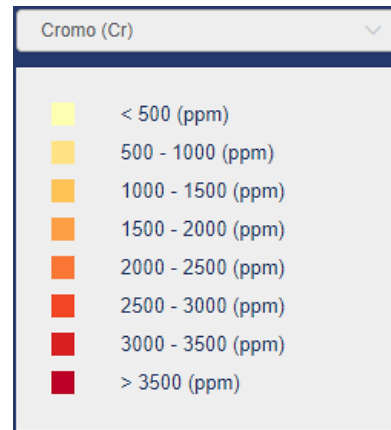 Cromo (Cr)
< 500 (ppm)
500 - 1000 (ppm)
1000 - 1500 (ppm)
1500 - 2000 (ppm)
2000 - 2500 (ppm)
2500 - 3000 (ppm)
3000 - 3500 (ppm)
> 3500 (ppm)